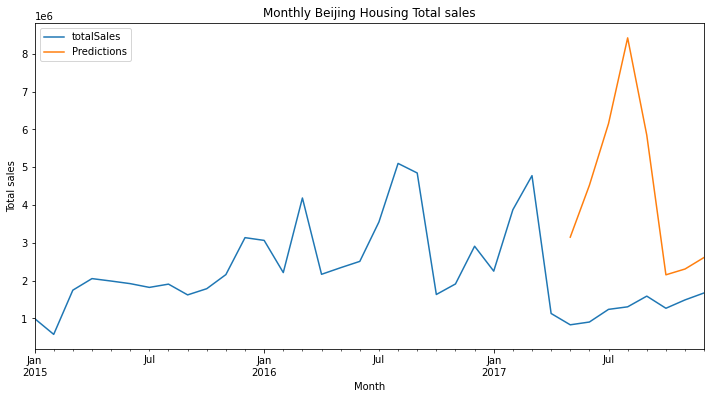 Monthly Beijing Housing Total sales
1e6
totalSales
Predictions
8
7
6
5
4
3
2
1
Total sales
Jan Jul Jan Jul Jan Jul
2015 2016 2017
Month